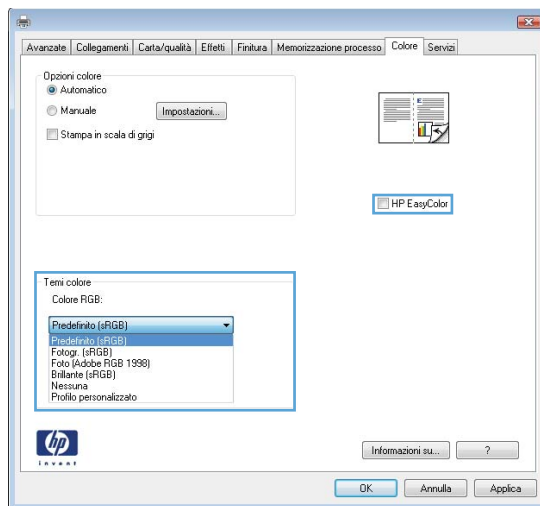 Avanzate Collegamenti Carta/qualità Effetti Finitura Memorizzazione processo Colore Servizi
Opzioni colore
Automatico
Manuale
Impostazioni...
Stampa in scala di grigi
HP EasyColor
Temi colore
Colore RGB:
Predefinito (sRGB)
Predefinito (sRGB)
Fotogr. (sRGB)
Foto (Adobe RGB 1998)
Brillante (sRGB)
Nessuna
Profilo personalizzato
hp
invent
Informazioni su... ?
OK Annulla Applica